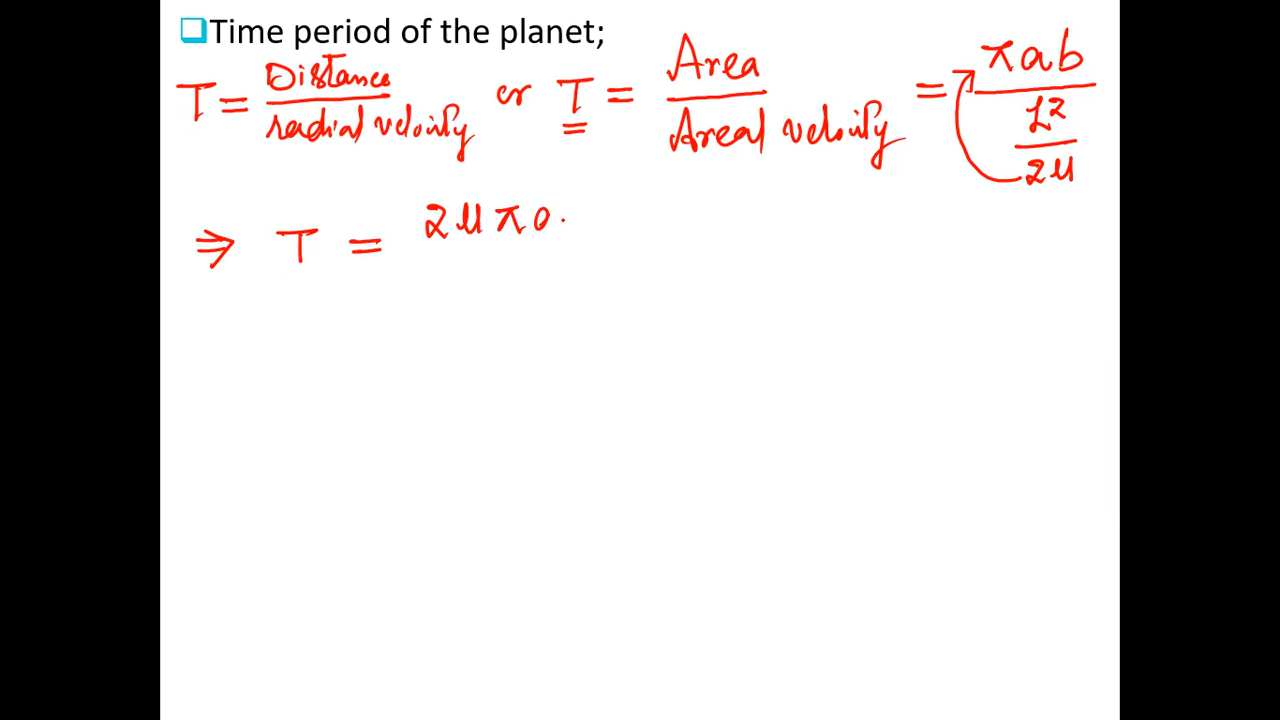 ❑Time period of the planet;
T = Distance / radial velocity or T = Area / Areal velocity = πab / (L² / 2μ)
⇒ T = 2μπa